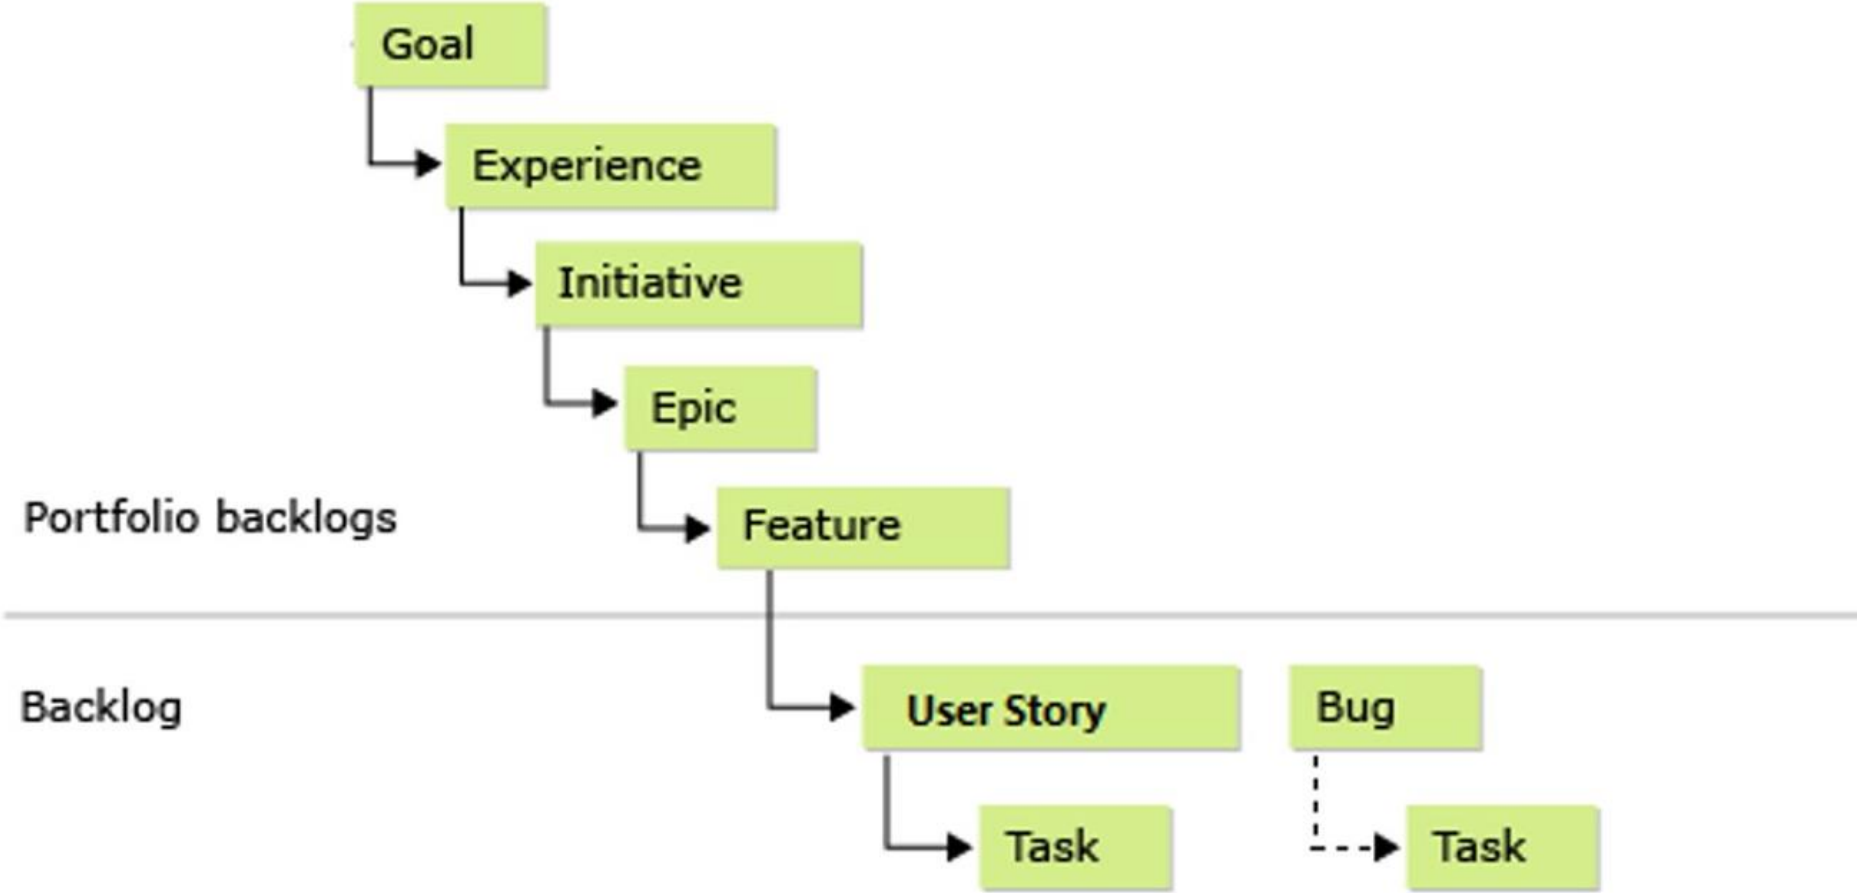 Goal
Experience
Initiative
Epic
Portfolio backlogs
Feature
Backlog
User Story
Bug
Task
Task